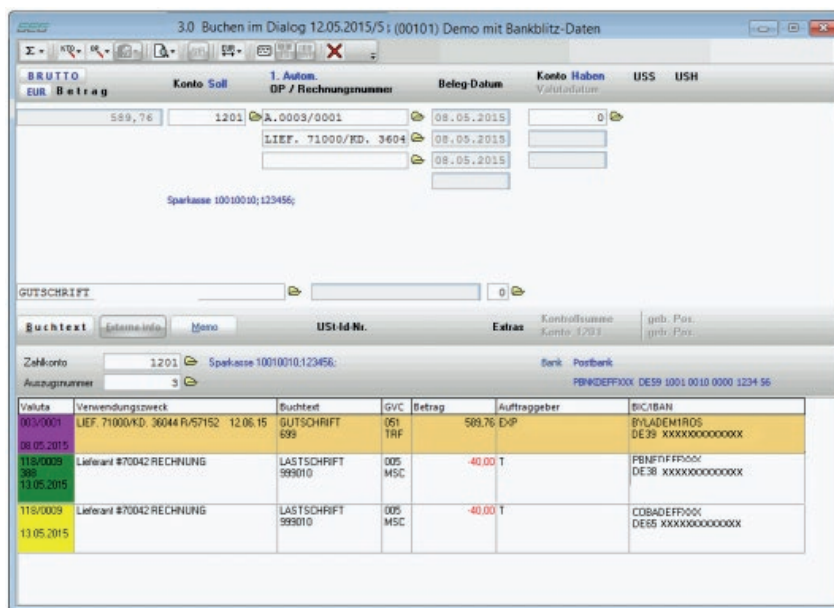 SES 3.0 Buchen im Dialog 12.05.2015/5: (00101) Demo mit Bankblitz-Daten
BRUTTO
EUR Betrag
Konto Soll
1. Autom.
OP / Rechnungsnummer
Beleg-Datum
Konto Haben
Valutadatum
USS USH
589,76 1201 A.0003/0001 08.05.2015 0
LIEF. 71000/KD. 3604 08.05.2015
08.05.2015
Sparkasse 10010010;123456;
GUTSCHRIFT 0
Buchtext Externe info Memo USt-Id-Nr. Extras
Kontrollsumme
Konto 1201
geb. Pos.
Zahlkonto 1201 Sparkasse 10010010;123456; Bank Postbank
Auszugsnummer 3 PBNKDEFFXXX DE59 1001 0010 0000 1234 56
Valuta Verwendungszweck Buchtext GVC Betrag Auftraggeber BIC/IBAN
003/0001 LIEF. 71000/KD. 36044 R/57152 12.06.15 GUTSCHRIFT 051 589,76 EXP BYLADEM1ROS
699 TRF DE39 XXXXXXXXXXXXX
08.05.2015
118/0009 Lieferant #70042 RECHNUNG LASTSCHRIFT 005 -40,00 T PBNFDEFFXXX
388 999010 MSC DE38 XXXXXXXXXXXXX
13.05.2015
118/0009 Lieferant #70042 RECHNUNG LASTSCHRIFT 005 -40,00 T COBADEFFXXX
999010 MSC DE65 XXXXXXXXXXXXX
13.05.2015